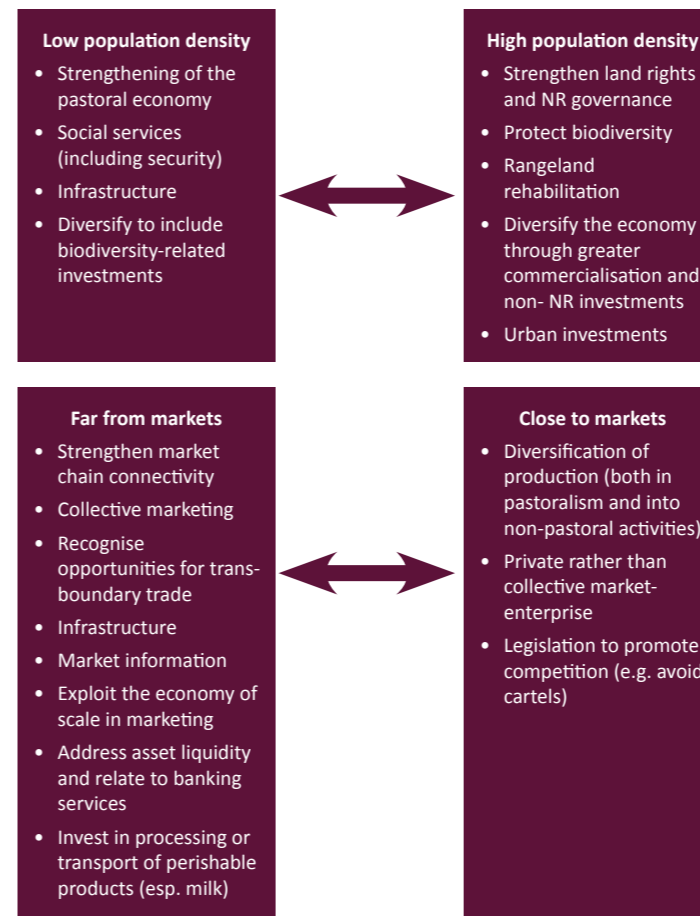 Low population density
• Strengthening of the
pastoral economy
• Social services
(including security)
• Infrastructure
• Diversify to include
biodiversity-related
investments
High population density
• Strengthen land rights
and NR governance
• Protect biodiversity
• Rangeland
rehabilitation
• Diversify the economy
through greater
commercialisation and
non- NR investments
• Urban investments
Far from markets
• Strengthen market
chain connectivity
• Collective marketing
• Recognise
opportunities for trans-
boundary trade
• Infrastructure
• Market information
• Exploit the economy of
scale in marketing
• Address asset liquidity
and relate to banking
services
• Invest in processing or
transport of perishable
products (esp. milk)
Close to markets
• Diversification of
production (both in
pastoralism and into
non-pastoral activities)
• Private rather than
collective market-
enterprise
• Legislation to promote
competition (e.g. avoid
cartels)